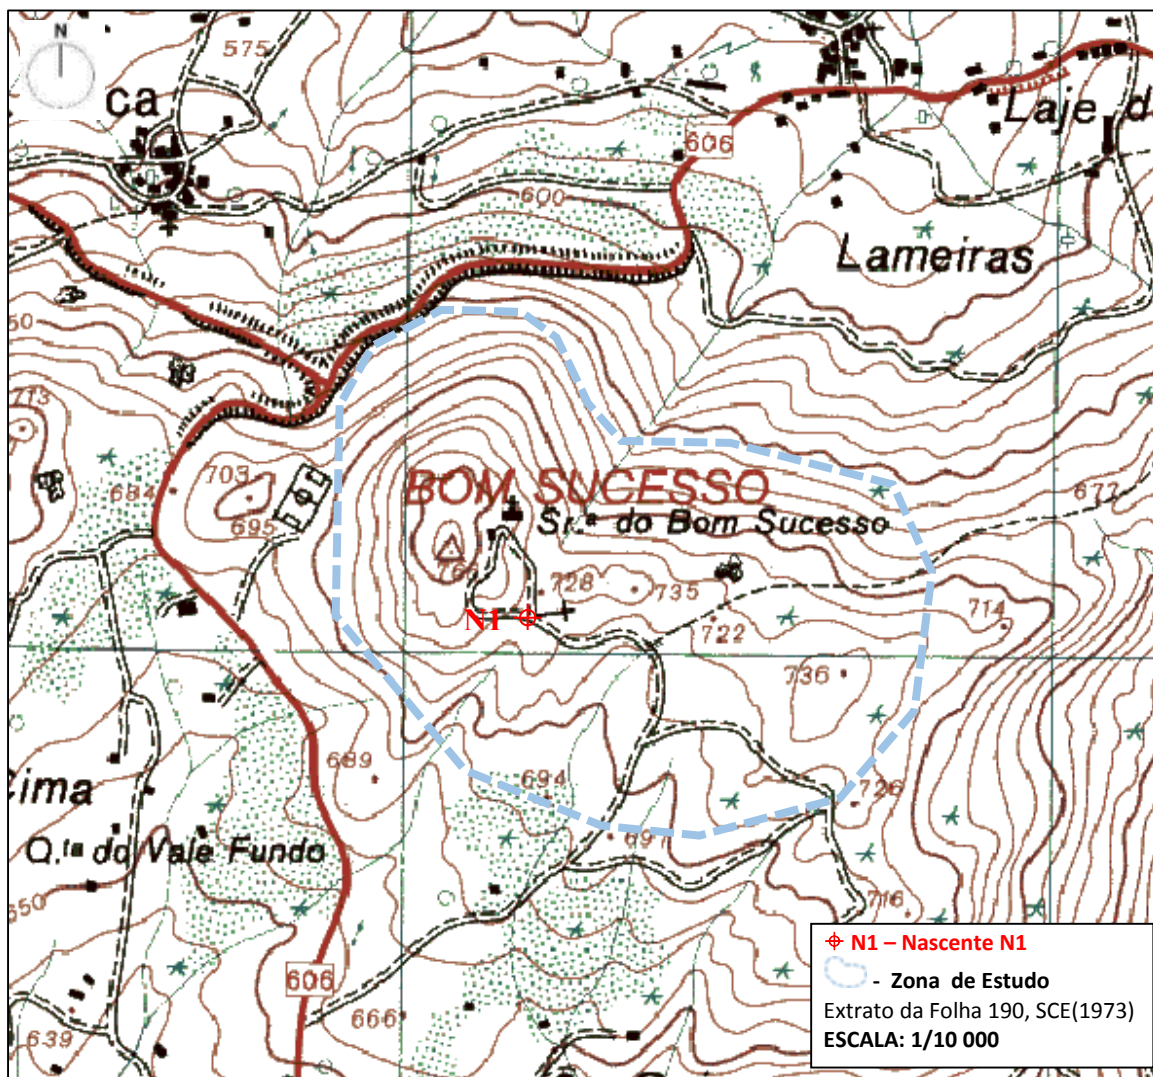 N
575
ca
606
Laje d
600
Lameiras
50
713
703
684
695
677
BOM SUCESSO
Sr.ª do Bom Sucesso
728
735
714
N1
722
736
689
694
726
697
Cima
Q.ta do Vale Fundo
716
650
606
666
639
N1 – Nascente N1
- Zona de Estudo
Extrato da Folha 190, SCE(1973)
ESCALA: 1/10 000